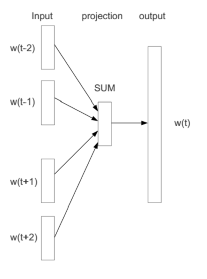 Input projection output
w(t-2)
w(t-1)
SUM
w(t)
w(t+1)
w(t+2)